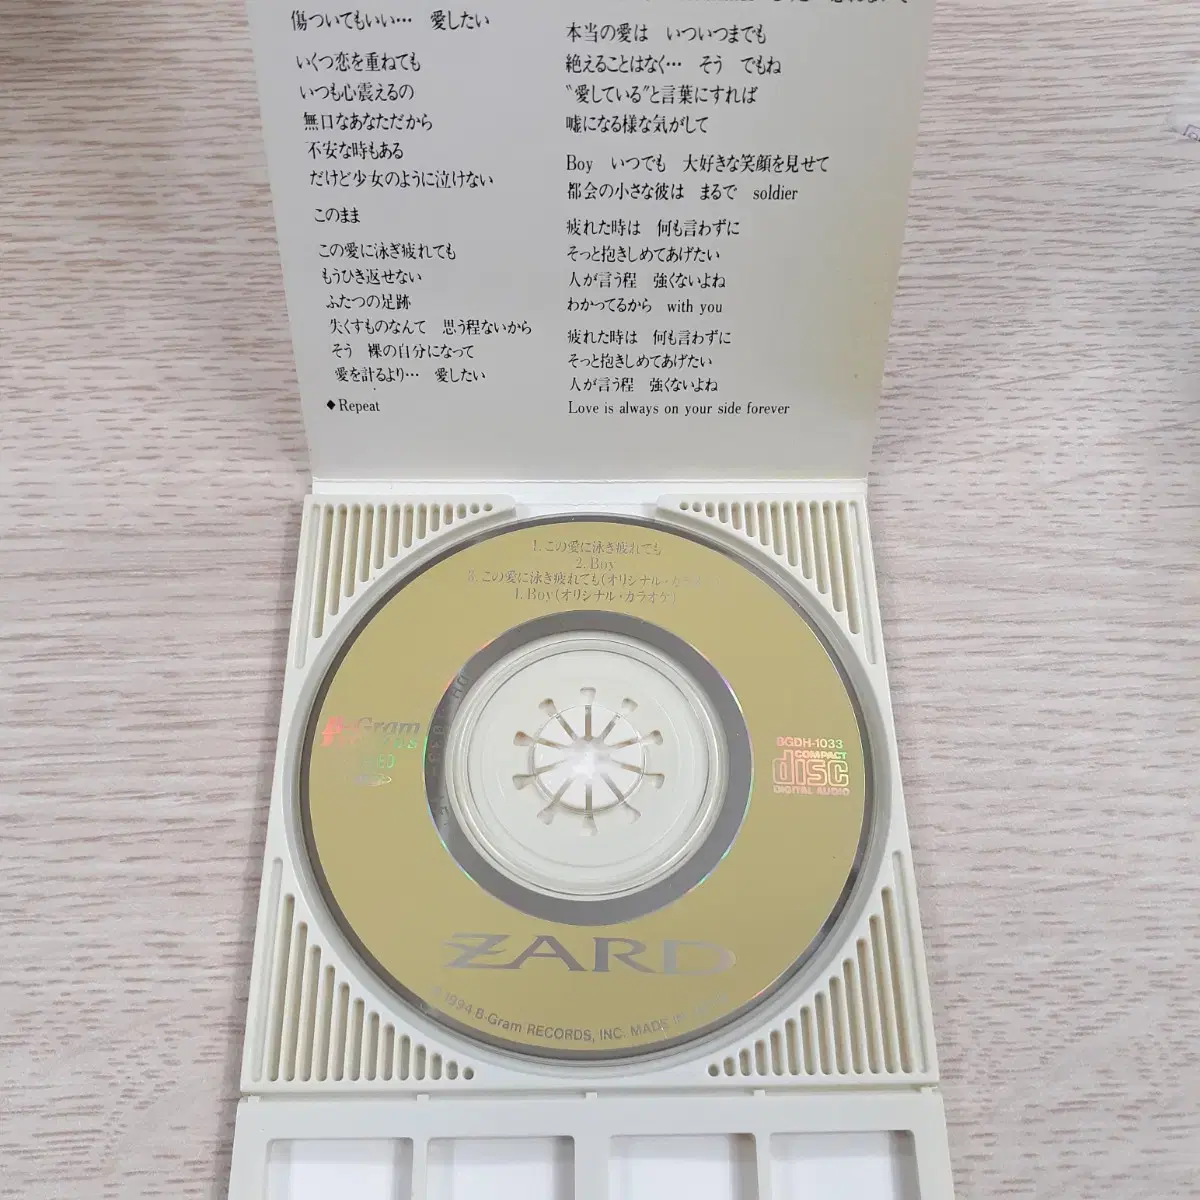 傷ついてもいい… 愛したい
いくつ恋を重ねても
いつも心震えるの
無口なあなただから
不安な時もある
だけど少女のように泣けない
このまま
この愛に泳ぎ疲れても
もうひき返せない
ふたつの足跡
失くすものなんて 思う程ないから
そう 裸の自分になって
愛を計るより… 愛したい
◆Repeat
本当の愛は いついつまでも
絶えることはなく… そう でもね
“愛している”と言葉にすれば
嘘になる様な気がして
Boy いつでも 大好きな笑顔を見せて
都会の小さな彼は まるで soldier
疲れた時は 何も言わずに
そっと抱きしめてあげたい
人が言う程 強くないよね
わかってるから with you
疲れた時は 何も言わずに
そっと抱きしめてあげたい
人が言う程 強くないよね
Love is always on your side forever
1.この愛に泳ぎ疲れても
2.Boy
3.この愛に泳ぎ疲れても(オリジナル・カラオケ)
4.Boy(オリジナル・カラオケ)
B-Gram
BGDH-1033
COMPACT
disc
DIGITAL AUDIO
ZARD
℗1994 B-Gram RECORDS, INC. MADE IN